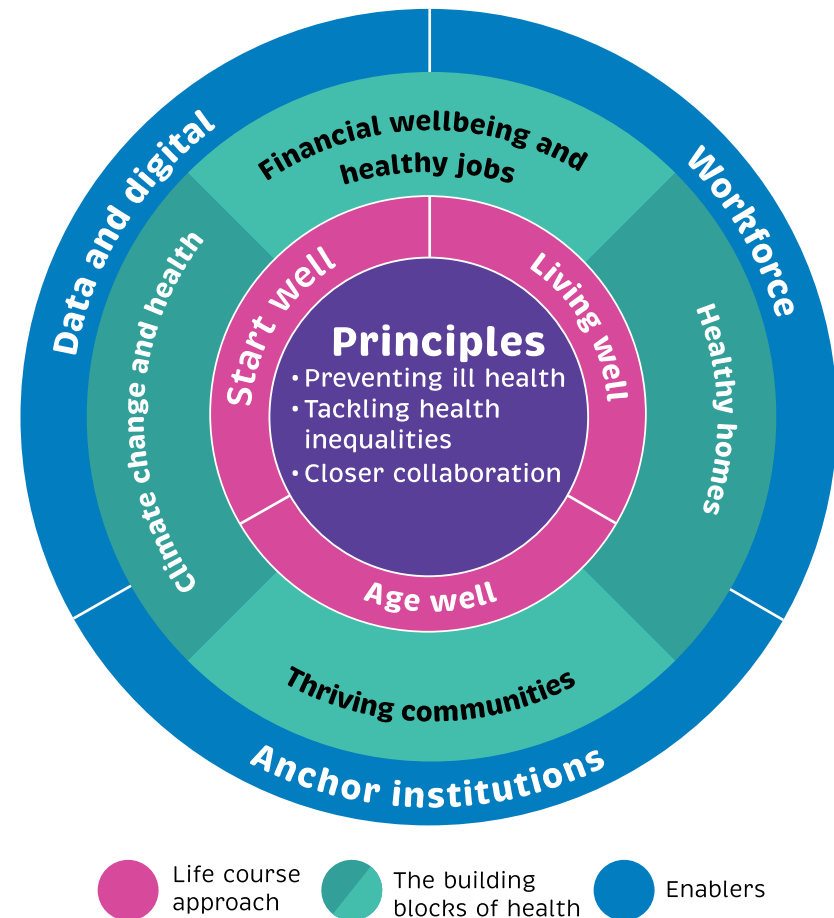 Data and digital
Workforce
Anchor institutions
Financial wellbeing and
healthy jobs
Climate change and health
Healthy homes
Thriving communities
Start well
Living well
Age well
Principles
• Preventing ill health
• Tackling health
inequalities
• Closer collaboration
Life course
approach
The building
blocks of health
Enablers